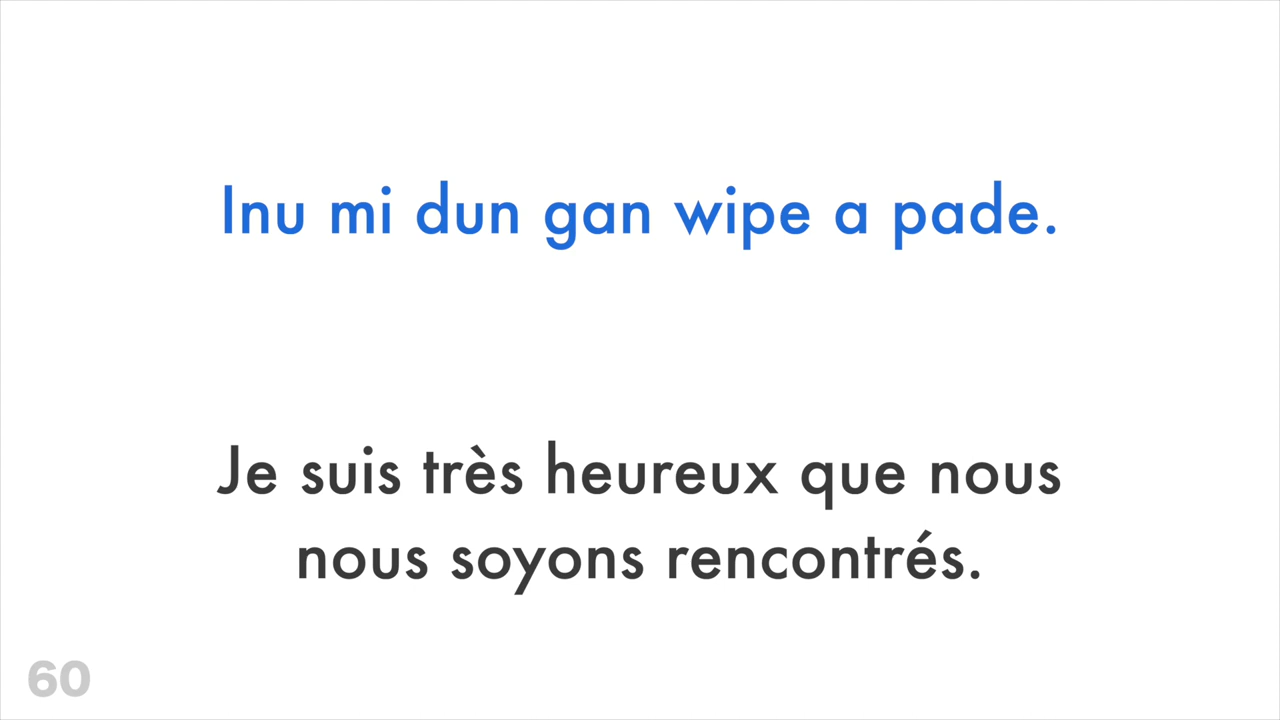 Inu mi dun gan wipe a pade.
Je suis très heureux que nous
nous soyons rencontrés.
60